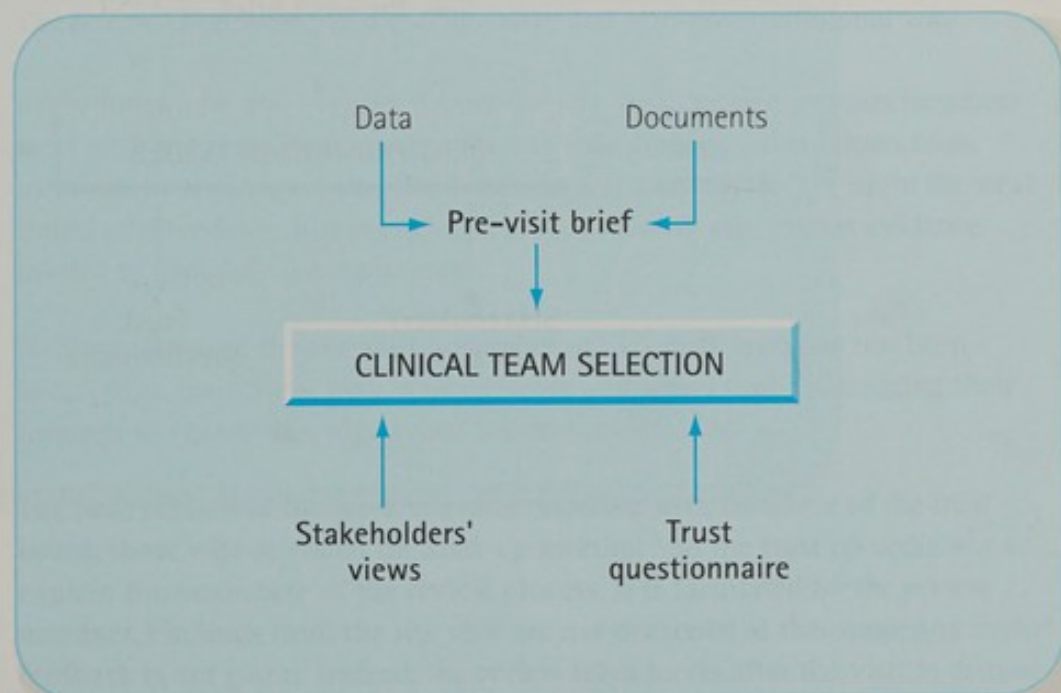 Data
Documents
Pre-visit brief
CLINICAL TEAM SELECTION
Stakeholders'
views
Trust
questionnaire